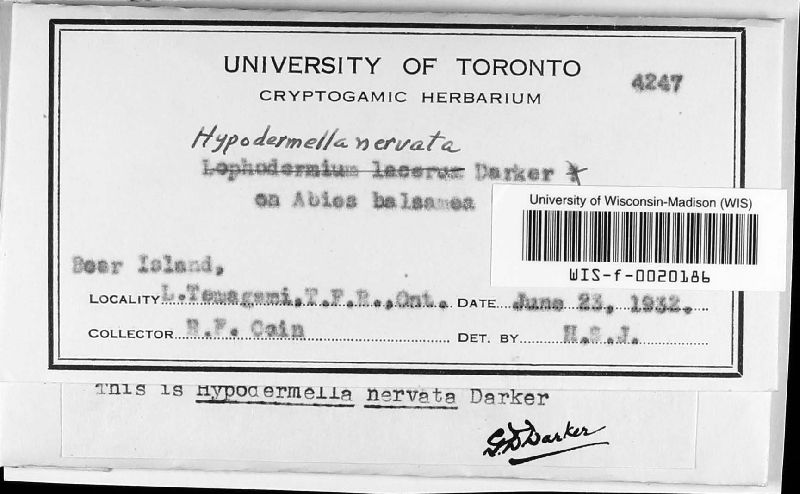 UNIVERSITY OF TORONTO
CRYPTOGAMIC HERBARIUM
4247
Hypodermella nervata
Lophodermium lacerum Darker
on Abies balsamea
University of Wisconsin-Madison (WIS)
WIS-f-0020186
Bear Island,
LOCALITY L.Temagami,T.F.R.,Ont. DATE June 23, 1932.
COLLECTOR R.F. Cain DET. BY H.S.J.
This is Hypodermella nervata Darker
G.D.Darker